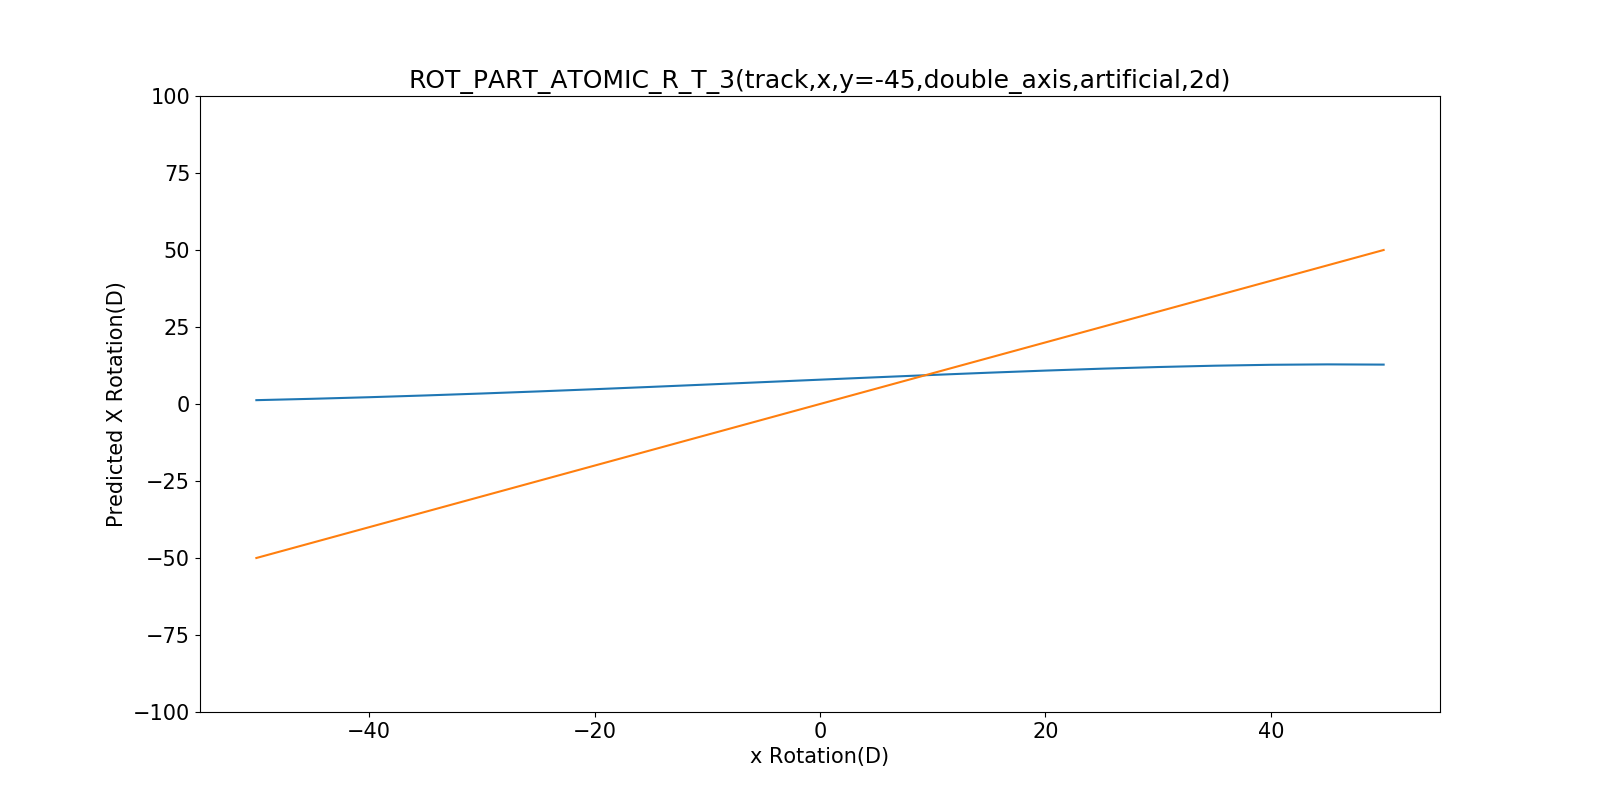 ROT_PART_ATOMIC_R_T_3(track,x,y=-45,double_axis,artificial,2d)
100
75
50
25
0
−25
−50
−75
−100
Predicted X Rotation(D)
−40 −20 0 20 40
x Rotation(D)